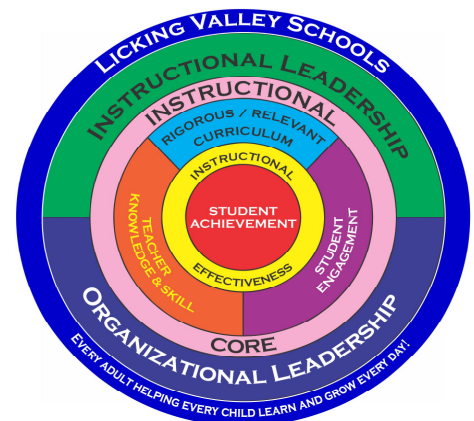 LICKING VALLEY SCHOOLS
INSTRUCTIONAL LEADERSHIP
INSTRUCTIONAL
RIGOROUS / RELEVANT
CURRICULUM
INSTRUCTIONAL
STUDENT
ACHIEVEMENT
EFFECTIVENESS
TEACHER
KNOWLEDGE & SKILL
STUDENT
ENGAGEMENT
CORE
ORGANIZATIONAL LEADERSHIP
EVERY ADULT HELPING EVERY CHILD LEARN AND GROW EVERY DAY!